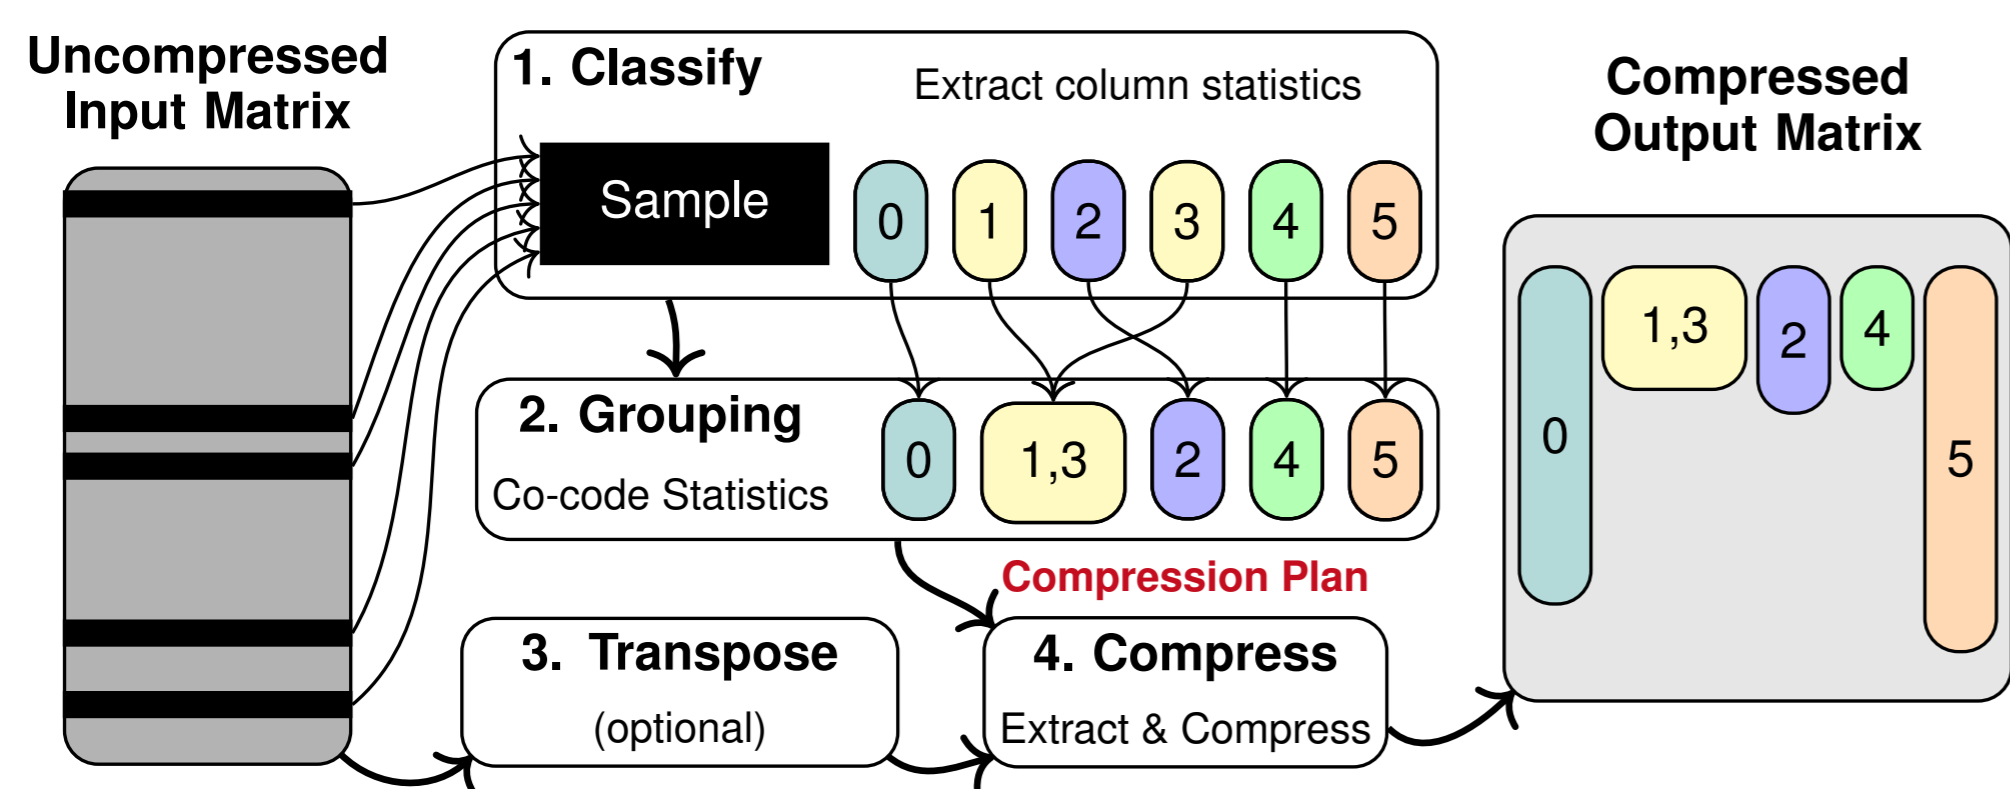 Uncompressed
Input Matrix
1. Classify
Extract column statistics
Sample
0 1 2 3 4 5
2. Grouping
Co-code Statistics
0 1,3 2 4 5
Compression Plan
3. Transpose
(optional)
4. Compress
Extract & Compress
Compressed
Output Matrix
0 1,3 2 4 5